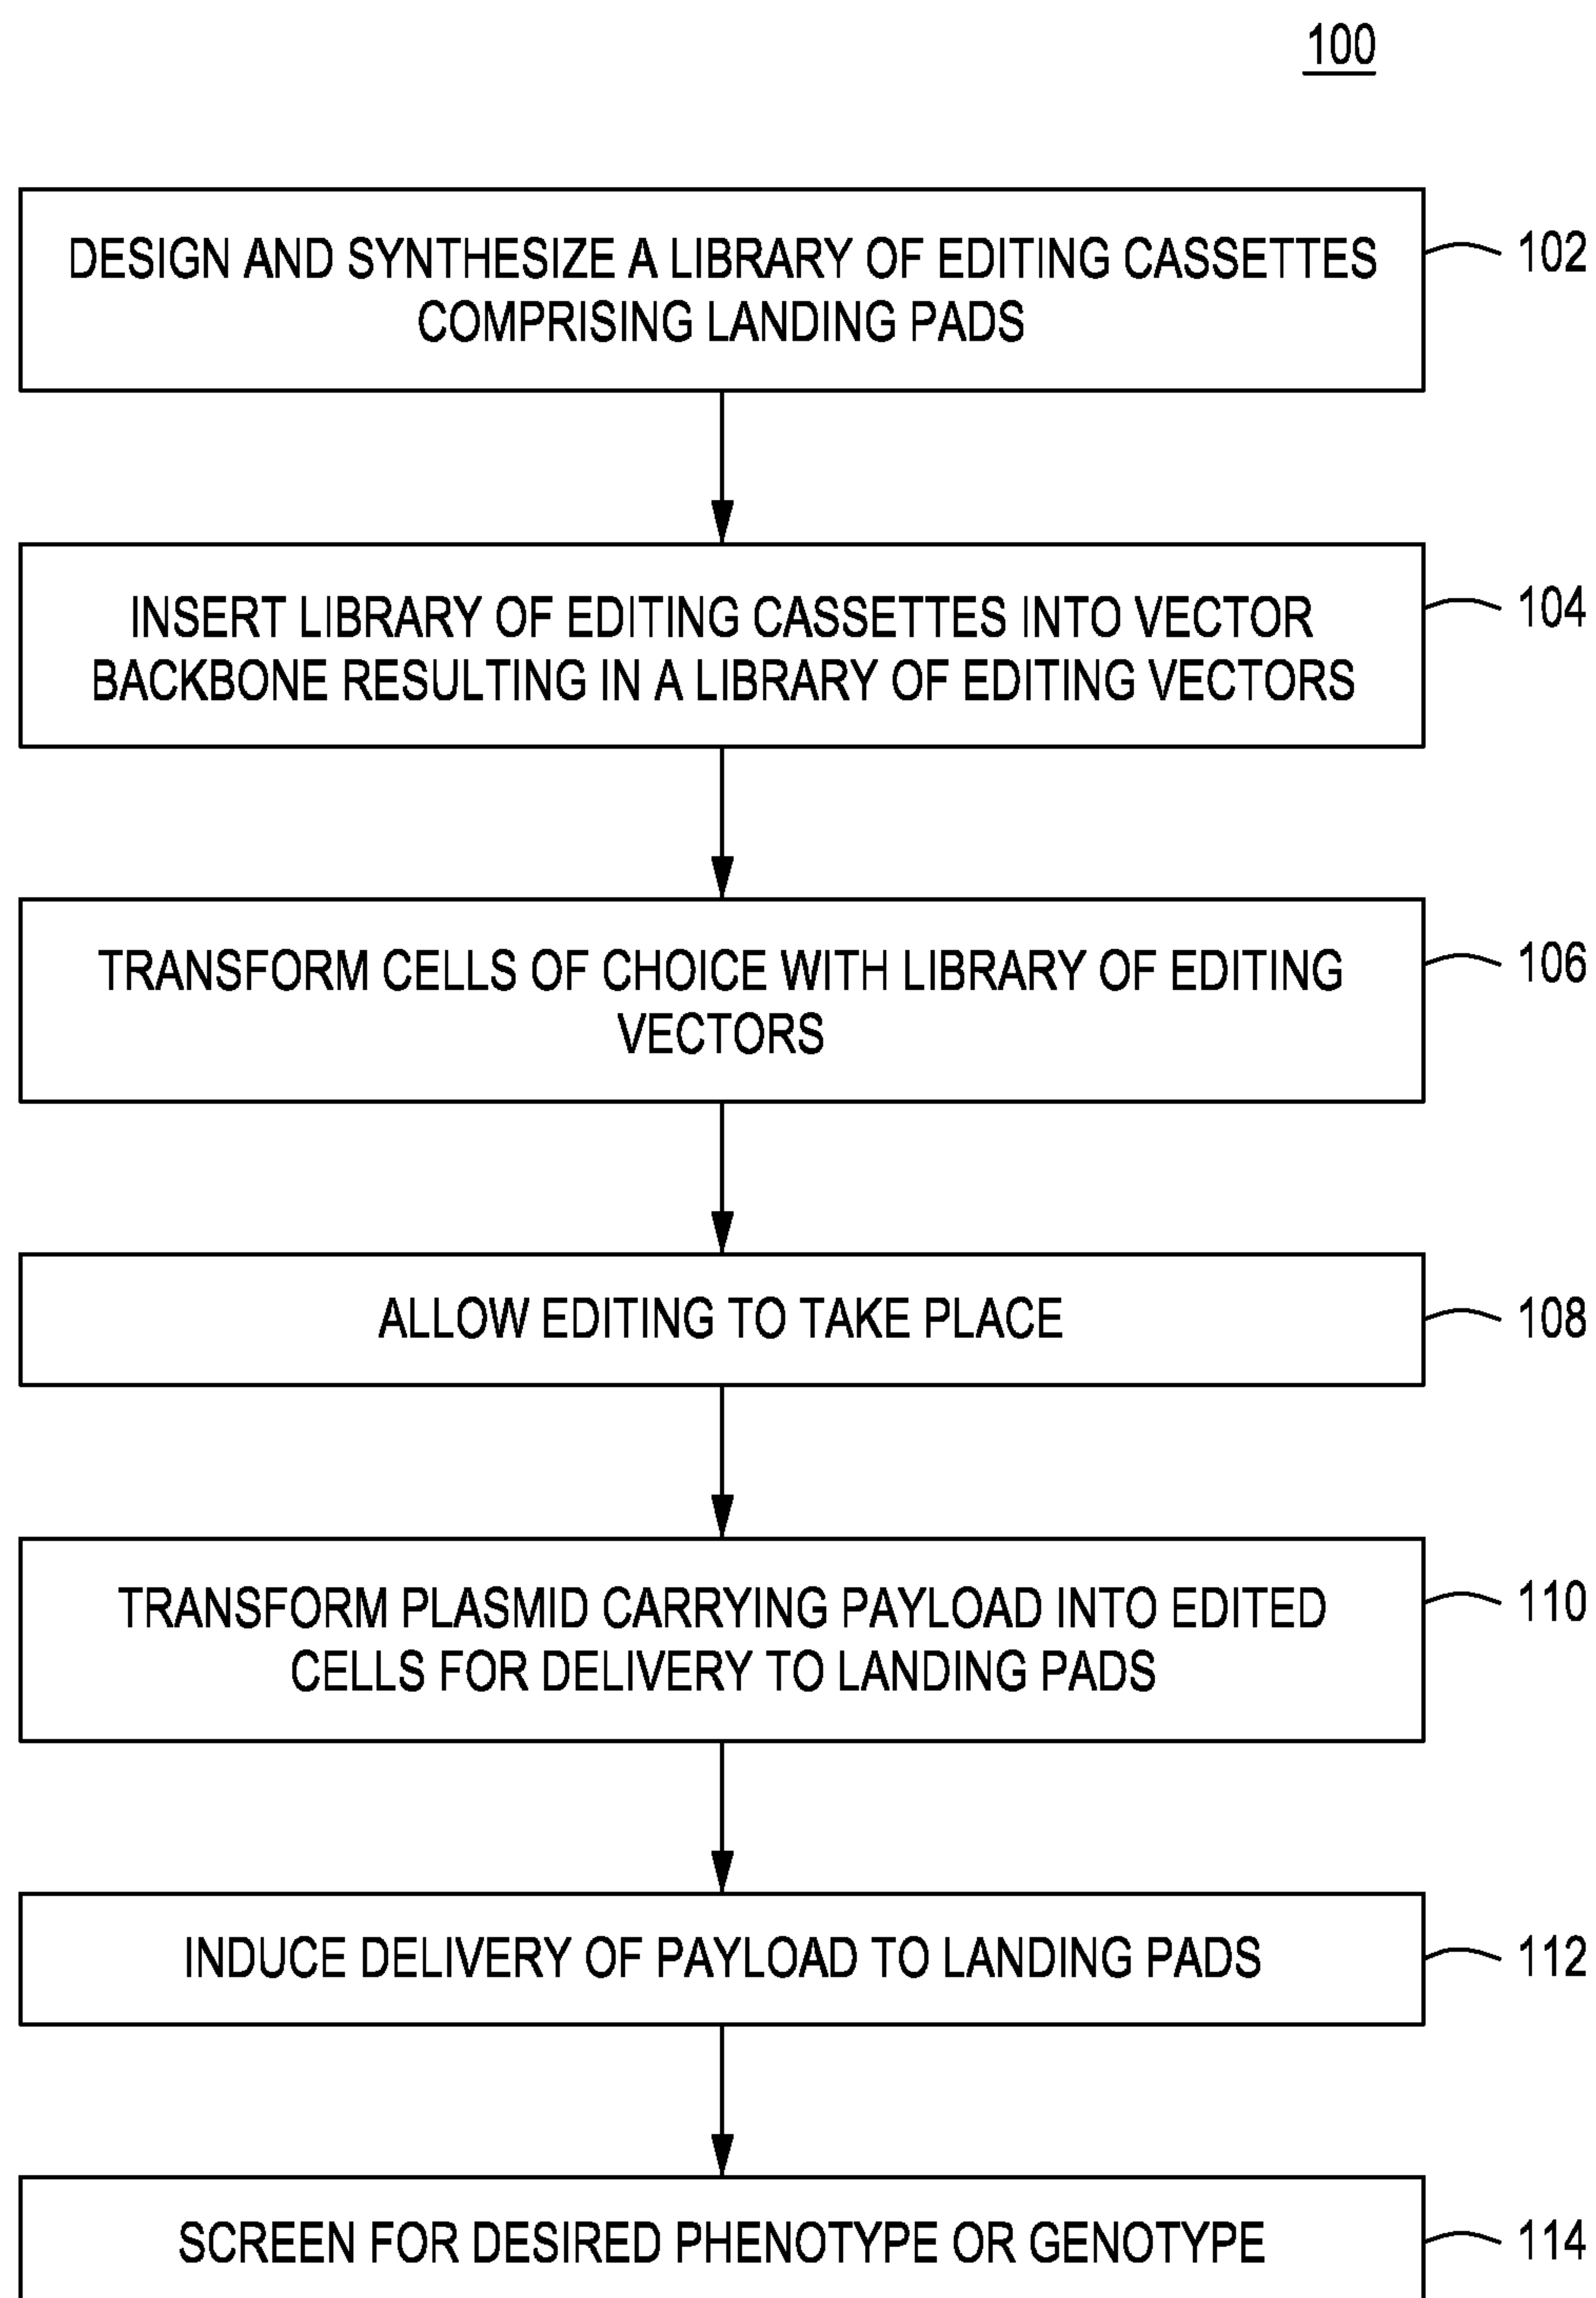 100
DESIGN AND SYNTHESIZE A LIBRARY OF EDITING CASSETTES
COMPRISING LANDING PADS
102
INSERT LIBRARY OF EDITING CASSETTES INTO VECTOR
BACKBONE RESULTING IN A LIBRARY OF EDITING VECTORS
104
TRANSFORM CELLS OF CHOICE WITH LIBRARY OF EDITING
VECTORS
106
ALLOW EDITING TO TAKE PLACE
108
TRANSFORM PLASMID CARRYING PAYLOAD INTO EDITED
CELLS FOR DELIVERY TO LANDING PADS
110
INDUCE DELIVERY OF PAYLOAD TO LANDING PADS
112
SCREEN FOR DESIRED PHENOTYPE OR GENOTYPE
114